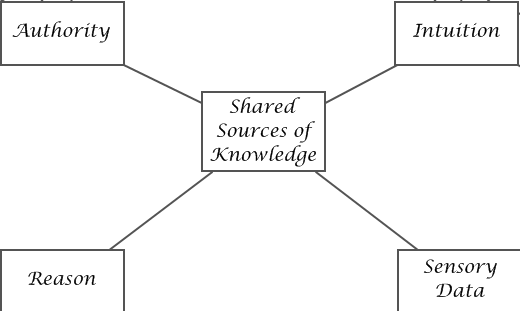 Authority
Intuition
Shared
Sources of
Knowledge
Reason
Sensory
Data